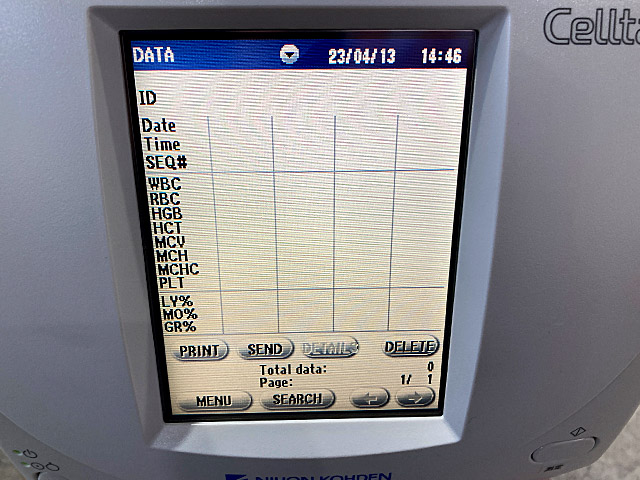 DATA 23/04/13 14:46
ID
Date
Time
SEQ#
WBC
RBC
HGB
HCT
MCV
MCH
MCHC
PLT
LY%
MO%
GR%
PRINT SEND DETAILS DELETE
Total data: 0
Page: 1/ 1
MENU SEARCH
NIHON KOHDEN